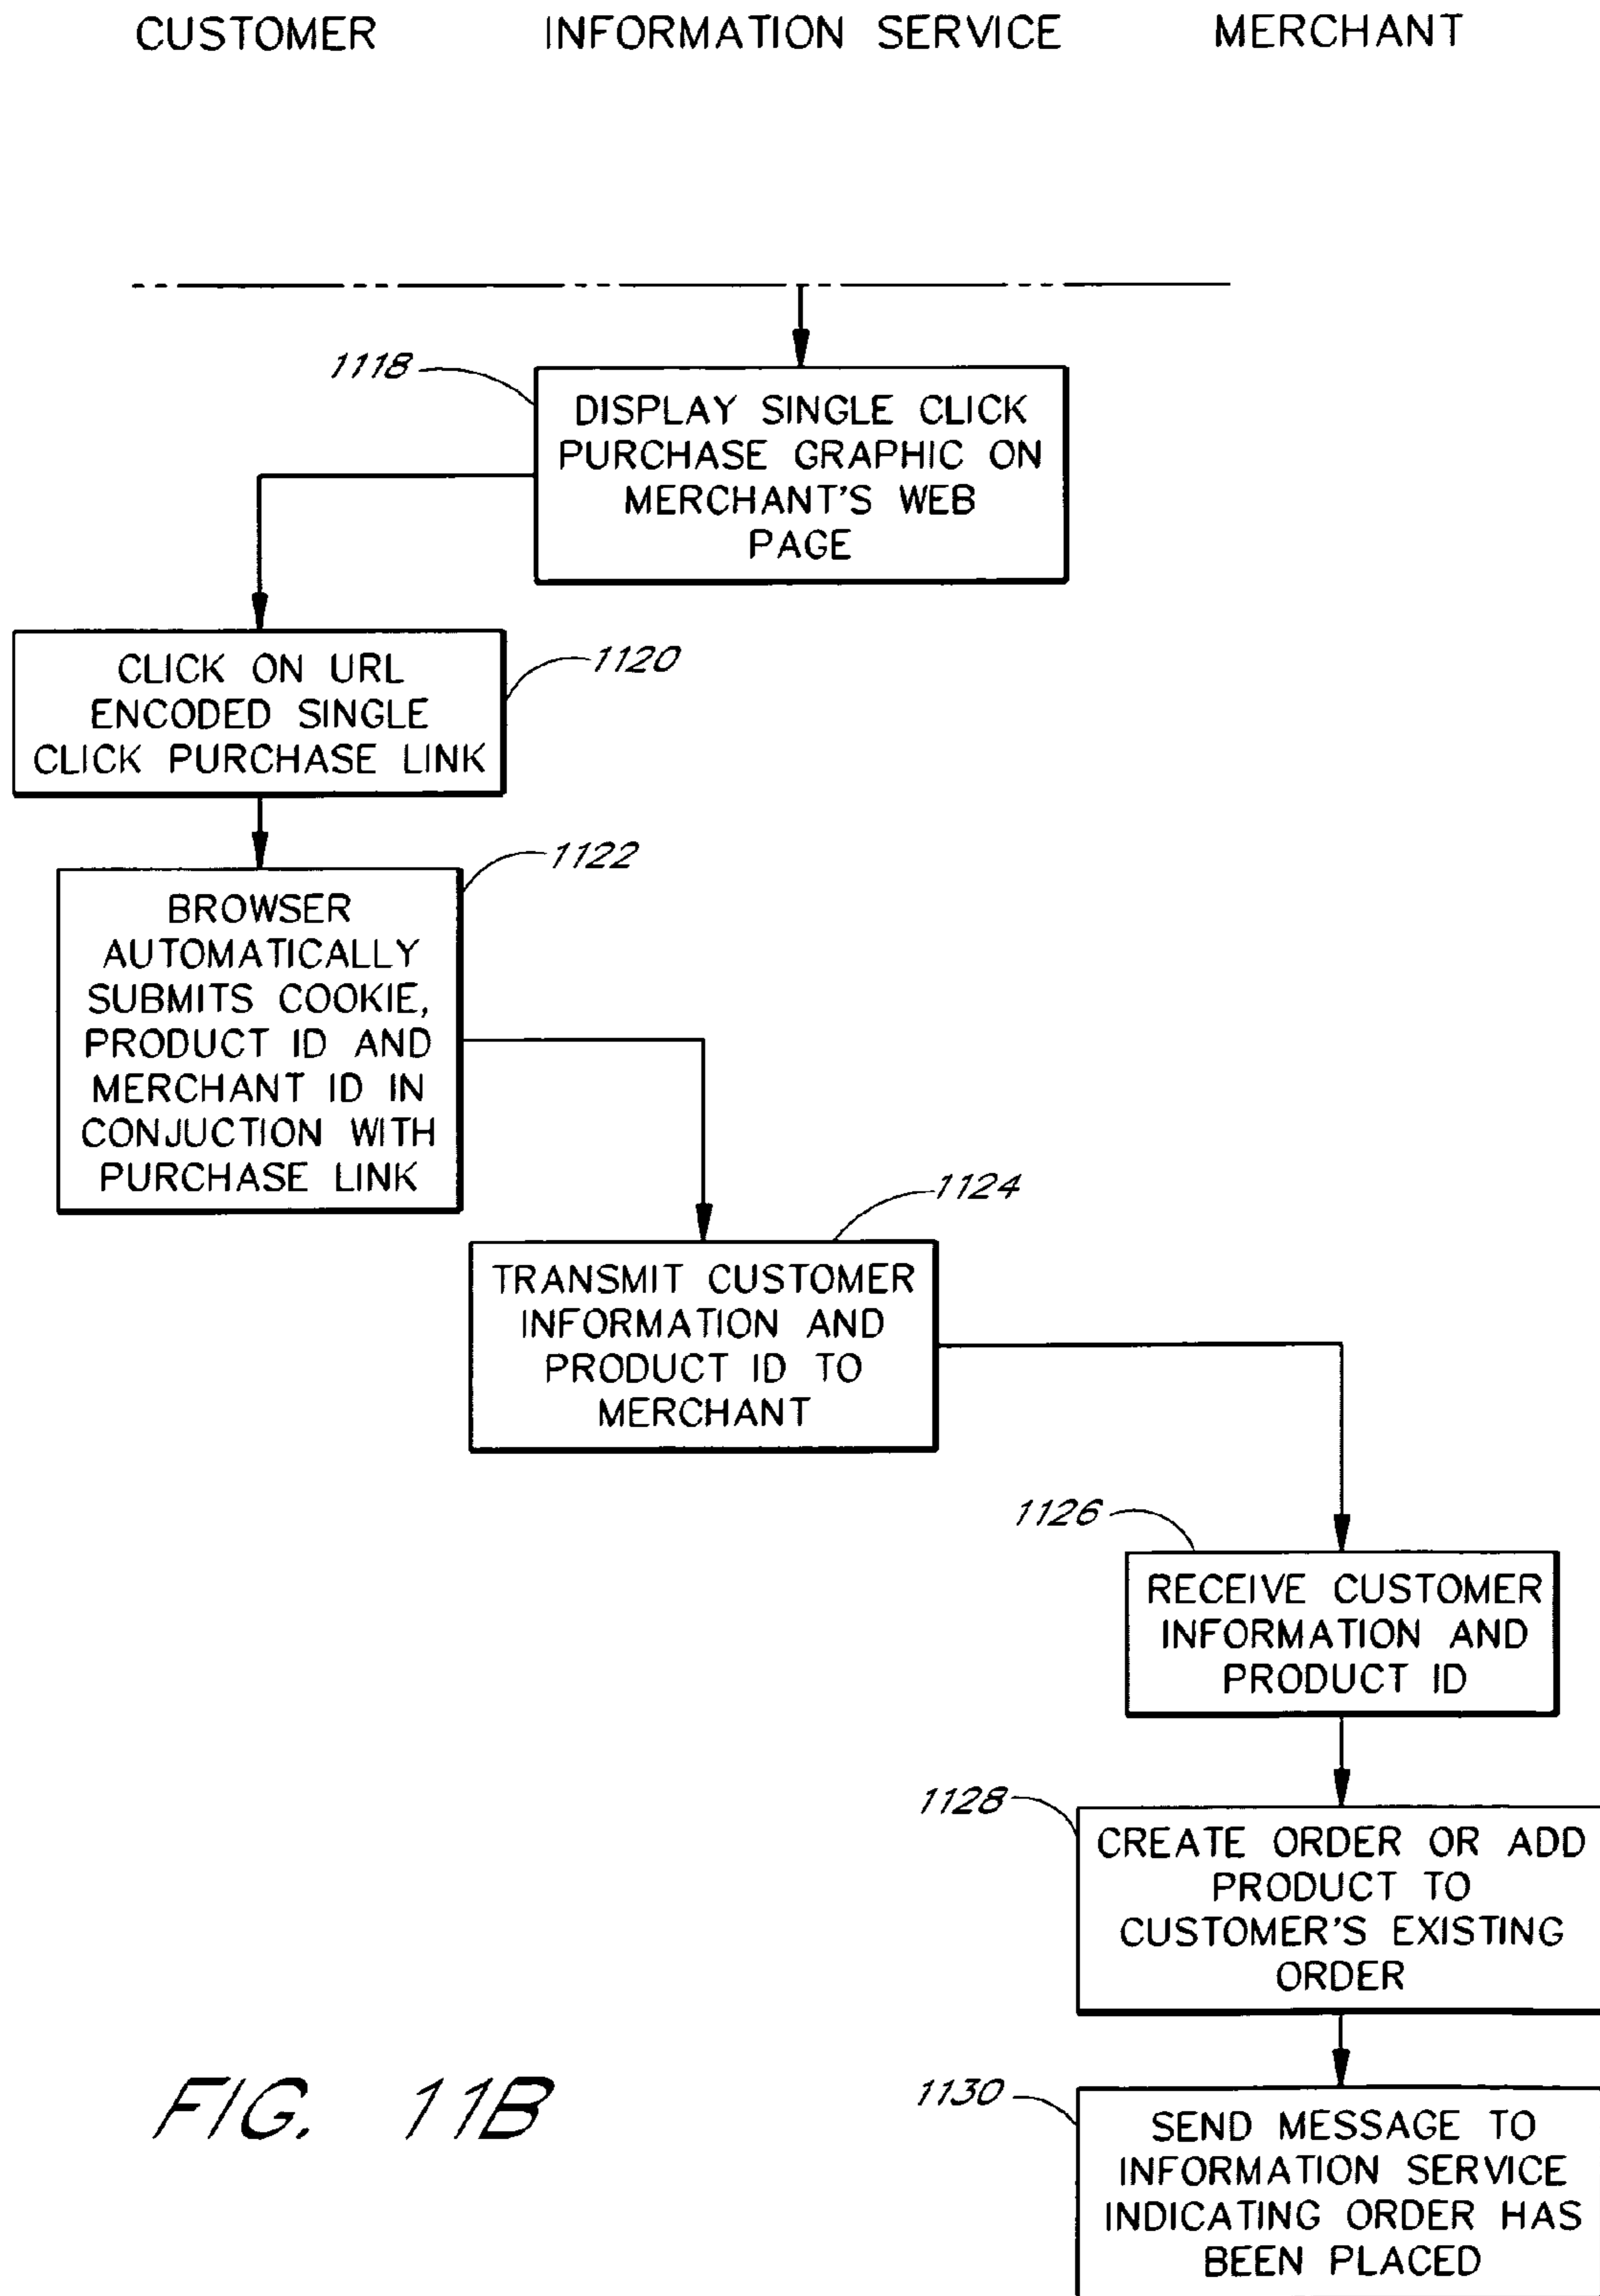 CUSTOMER INFORMATION SERVICE MERCHANT
1118
DISPLAY SINGLE CLICK
PURCHASE GRAPHIC ON
MERCHANT'S WEB
PAGE
1120
CLICK ON URL
ENCODED SINGLE
CLICK PURCHASE LINK
1122
BROWSER
AUTOMATICALLY
SUBMITS COOKIE,
PRODUCT ID AND
MERCHANT ID IN
CONJUCTION WITH
PURCHASE LINK
1124
TRANSMIT CUSTOMER
INFORMATION AND
PRODUCT ID TO
MERCHANT
1126
RECEIVE CUSTOMER
INFORMATION AND
PRODUCT ID
1128
CREATE ORDER OR ADD
PRODUCT TO
CUSTOMER'S EXISTING
ORDER
1130
SEND MESSAGE TO
INFORMATION SERVICE
INDICATING ORDER HAS
BEEN PLACED
FIG. 11B